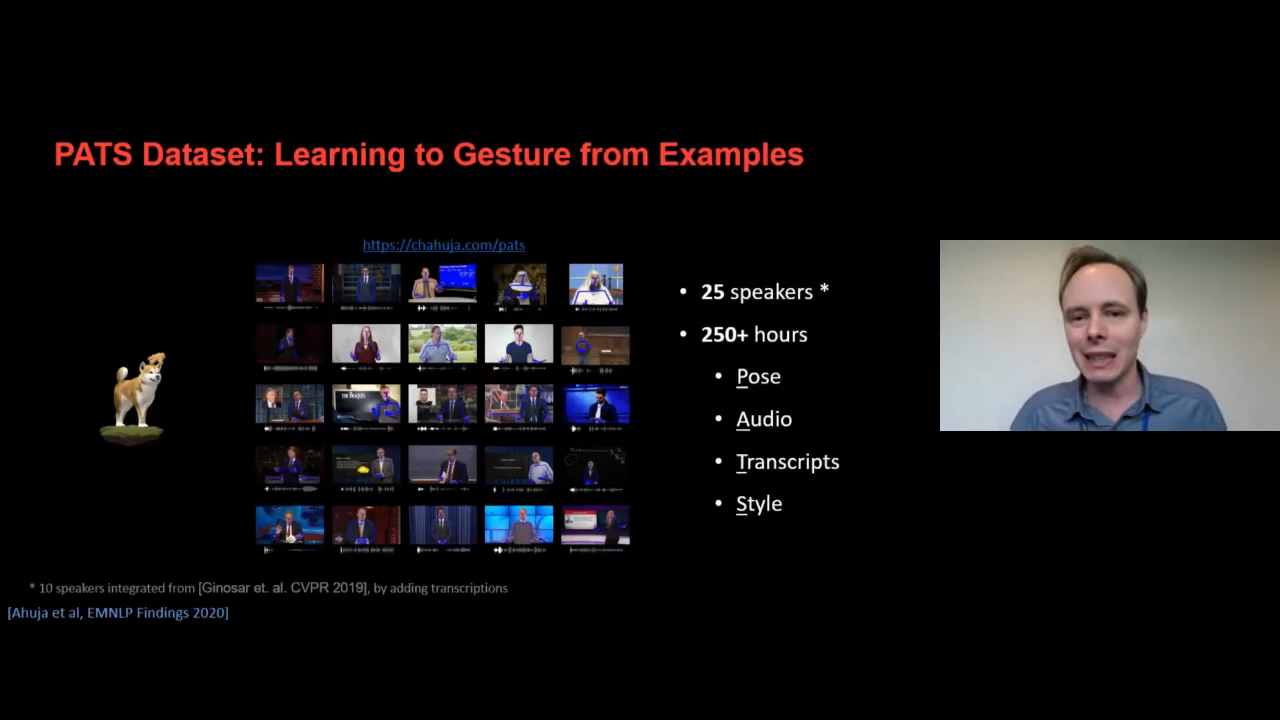 PATS Dataset: Learning to Gesture from Examples
https://chahuja.com/pats
• 25 speakers *
• 250+ hours
• Pose
• Audio
• Transcripts
• Style
* 10 speakers integrated from [Ginosar et. al. CVPR 2019], by adding transcriptions
[Ahuja et al, EMNLP Findings 2020]